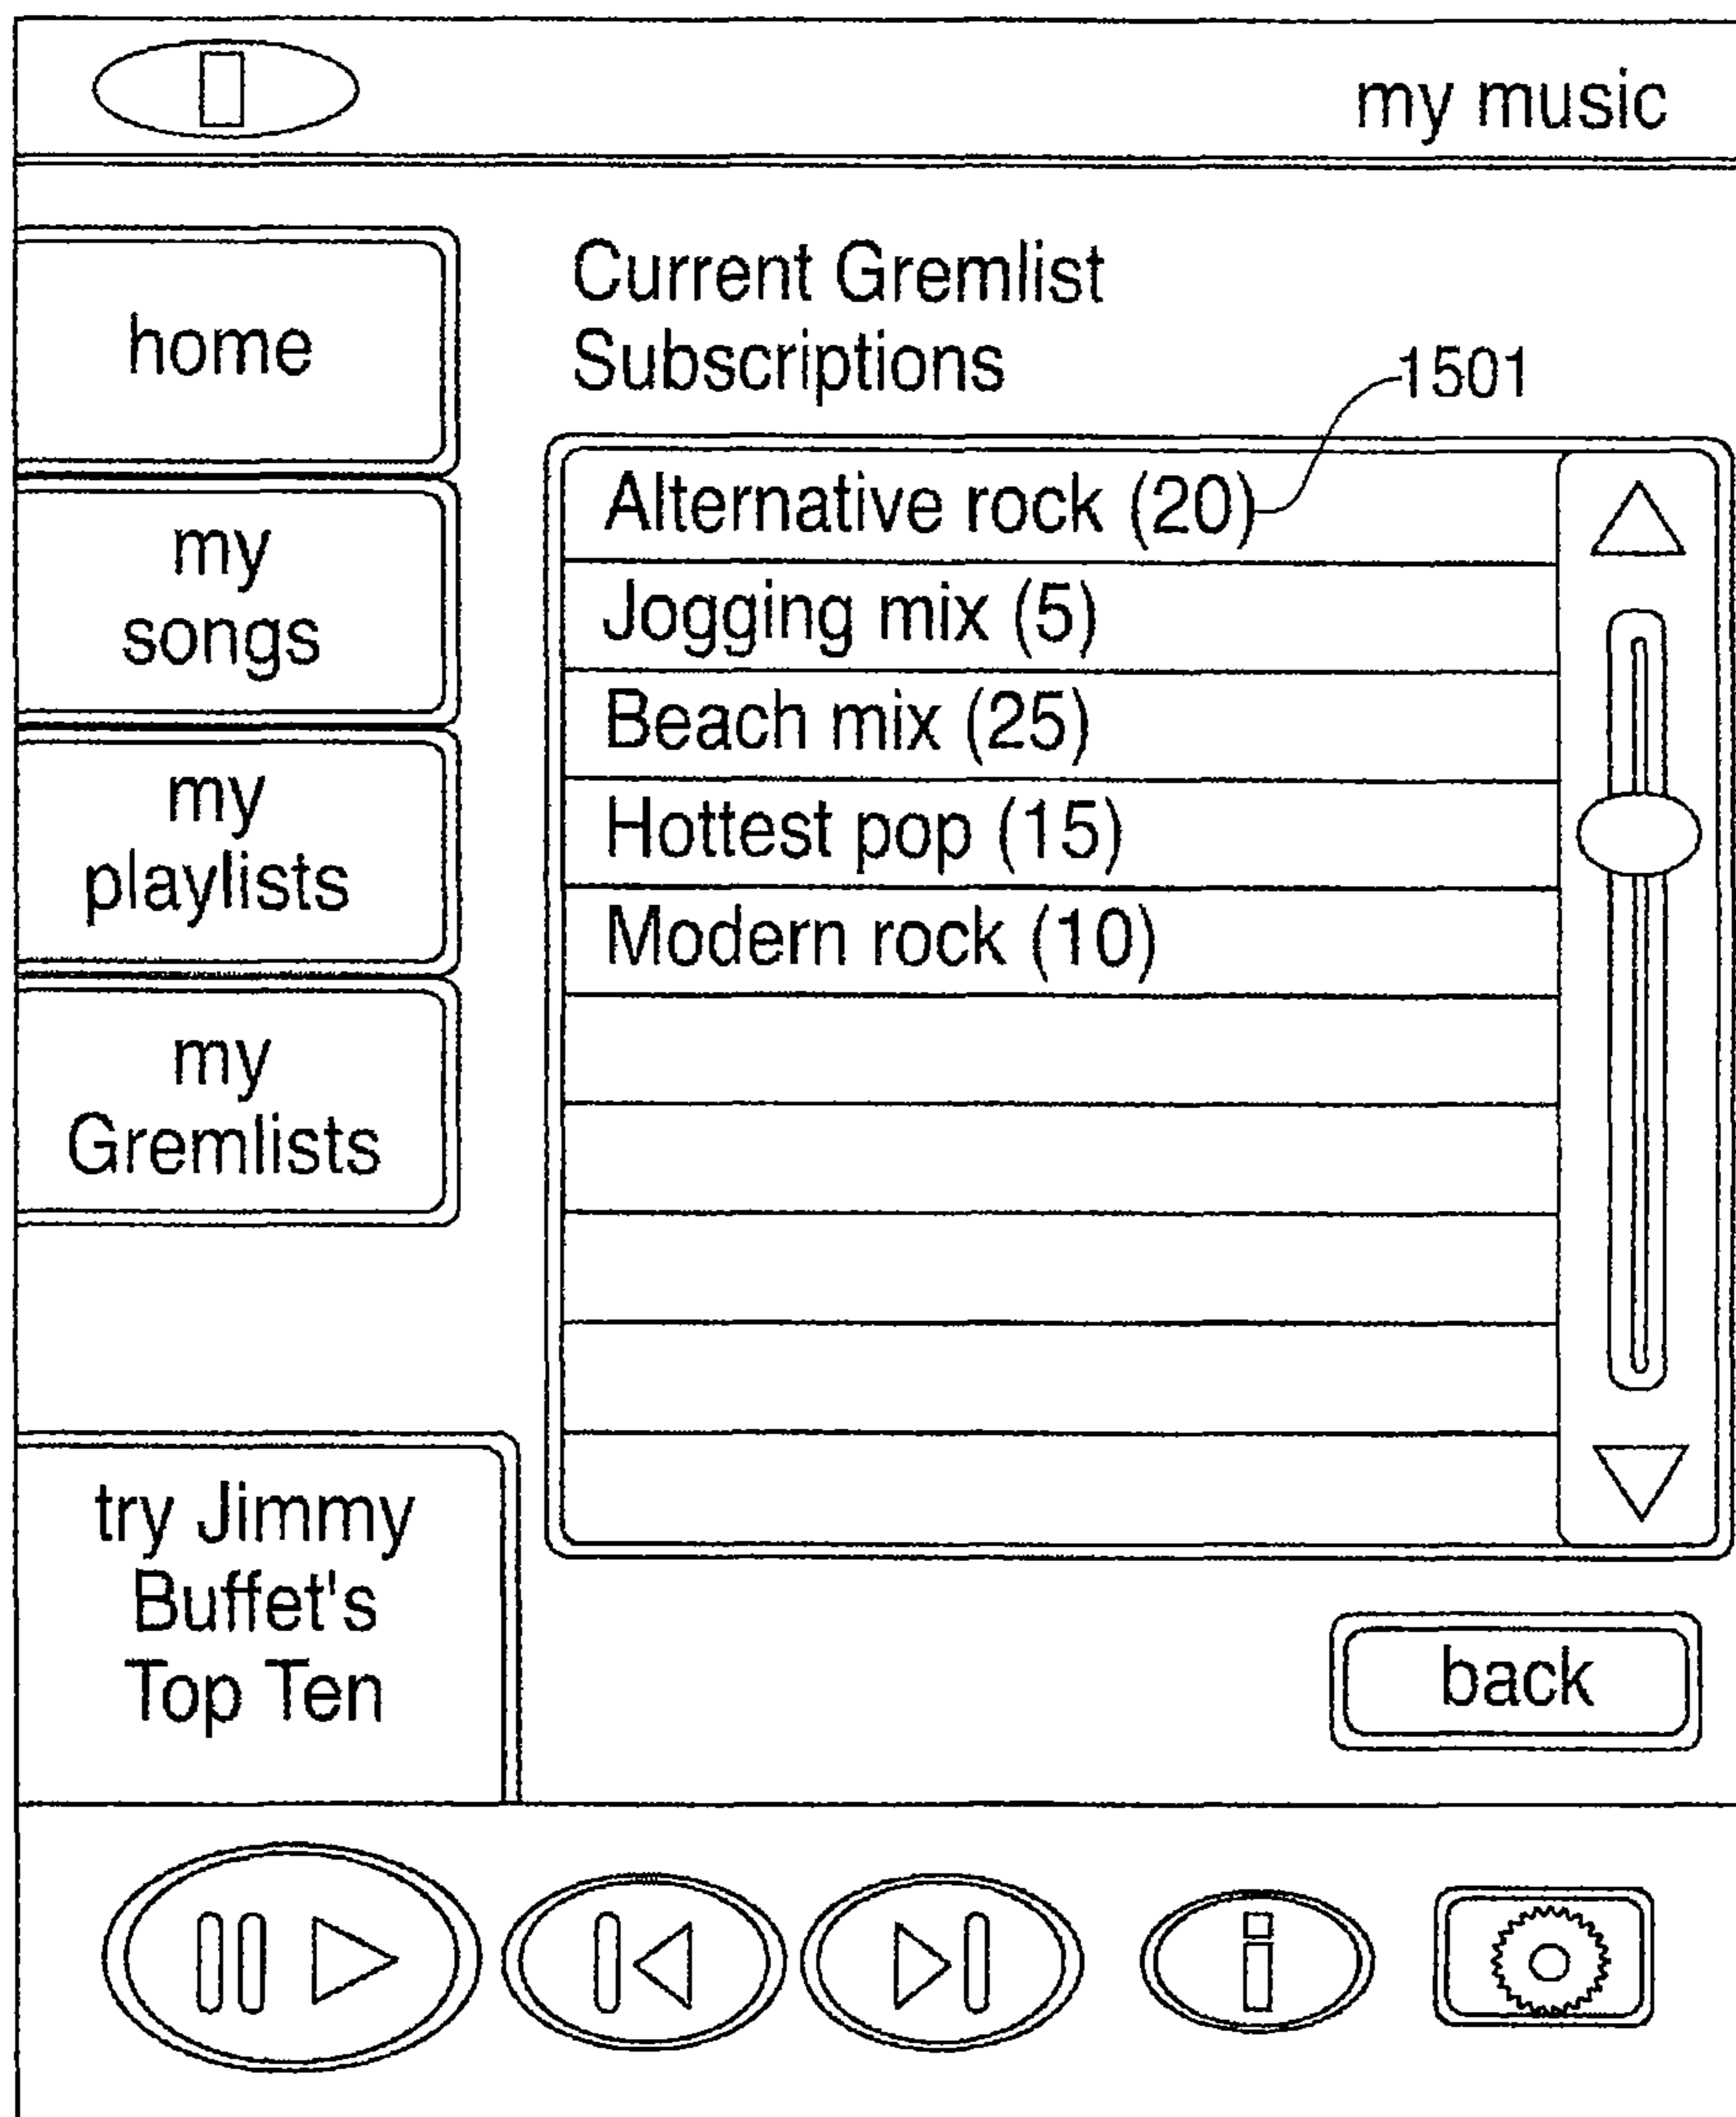 my music
home
my
songs
my
playlists
my
Gremlists
try Jimmy
Buffet's
Top Ten
Current Gremlist
Subscriptions
1501
Alternative rock (20)
Jogging mix (5)
Beach mix (25)
Hottest pop (15)
Modern rock (10)
back
i